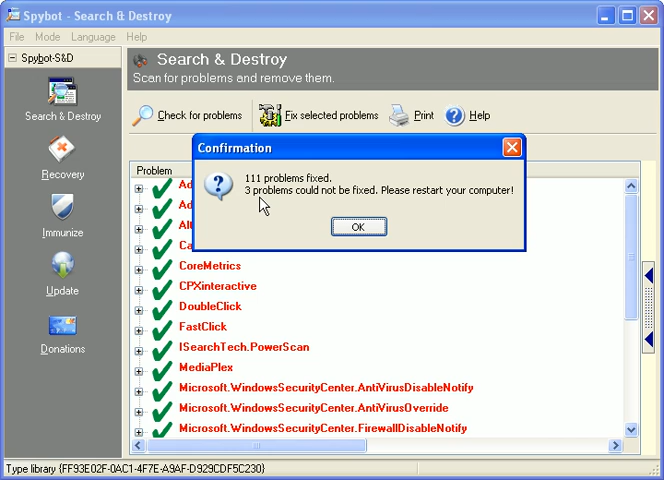 Spybot - Search & Destroy
File Mode Language Help
Spybot-S&D
Search & Destroy
Recovery
Immunize
Update
Donations
Search & Destroy
Scan for problems and remove them.
Check for problems
Fix selected problems
Print
Help
Problem
Confirmation
111 problems fixed.
3 problems could not be fixed. Please restart your computer!
OK
CoreMetrics
CPXinteractive
DoubleClick
FastClick
ISearchTech.PowerScan
MediaPlex
Microsoft.WindowsSecurityCenter.AntiVirusDisableNotify
Microsoft.WindowsSecurityCenter.AntiVirusOverride
Microsoft.WindowsSecurityCenter.FirewallDisableNotify
Type library {FF93E02F-0AC1-4F7E-A9AF-D929CDF5C230}